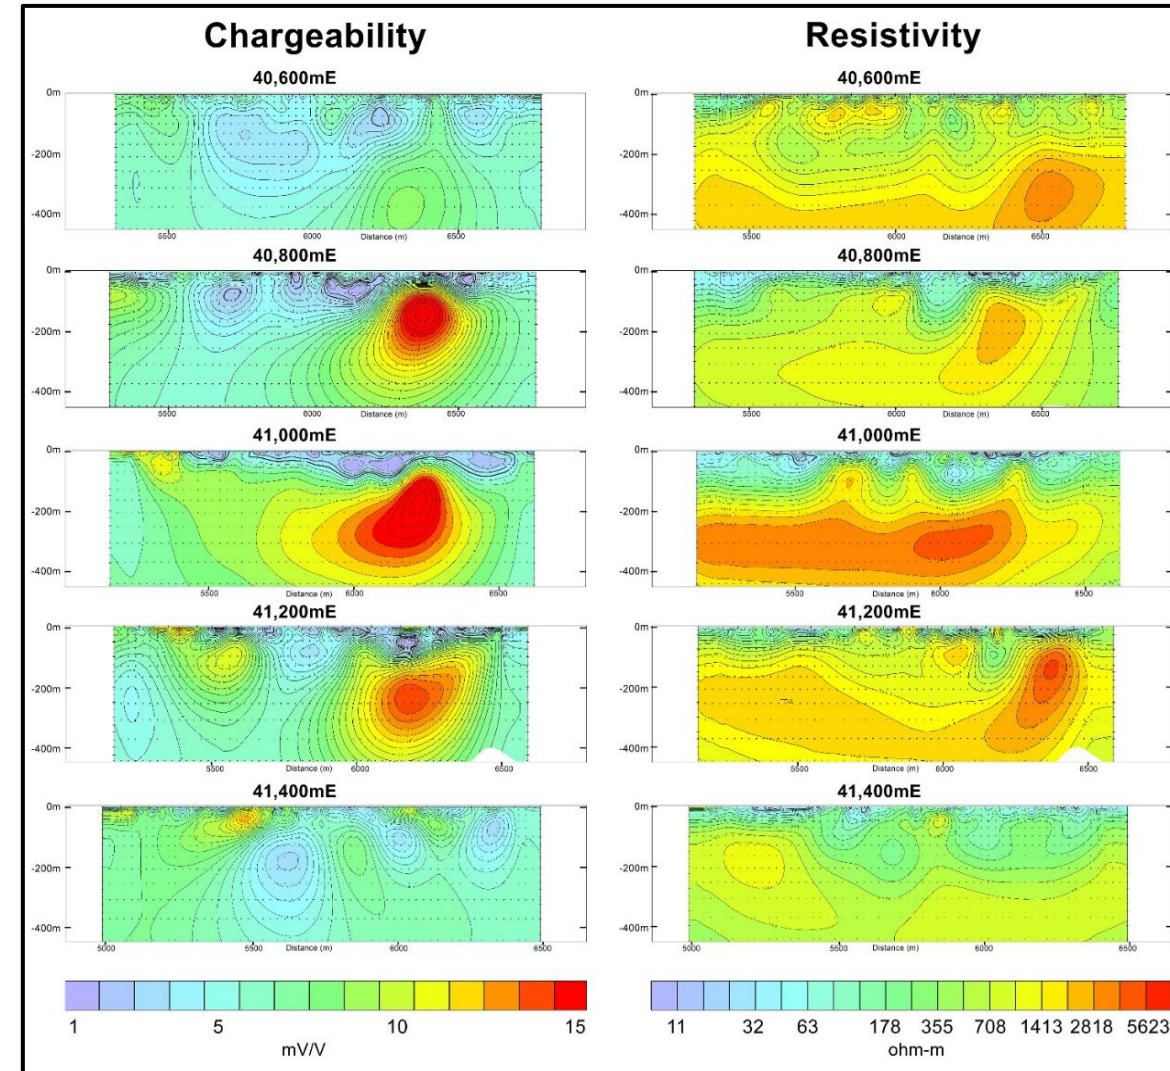 Chargeability
40,600mE
0m
-200m
-400m
5500 6000 Distance (m) 6500
40,800mE
0m
-200m
-400m
5500 6000 Distance (m) 6500
41,000mE
0m
-200m
-400m
5500 Distance (m) 6000 6500
41,200mE
0m
-200m
-400m
5500 Distance (m) 6000 6500
41,400mE
0m
-200m
-400m
5000 5500 Distance (m) 6000 6500
1 5 10 15
mV/V
Resistivity
40,600mE
0m
-200m
-400m
5500 6000 Distance (m) 6500
40,800mE
0m
-200m
-400m
5500 6000 Distance (m) 6500
41,000mE
0m
-200m
-400m
5500 Distance (m) 6000 6500
41,200mE
0m
-200m
-400m
5500 Distance (m) 6000 6500
41,400mE
0m
-200m
-400m
5000 5500 Distance (m) 6000 6500
11 32 63 178 355 708 1413 2818 5623
ohm-m